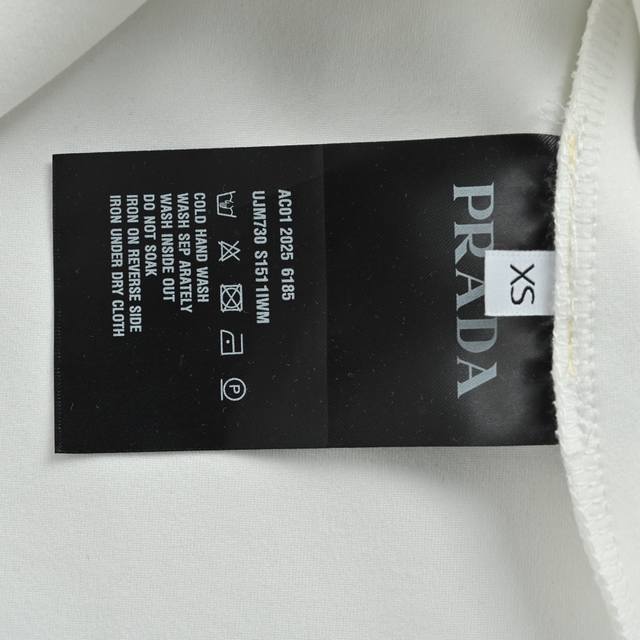 PRADA
XS
AC01 2025 6185
UJM730 S1511IWM
COLD HAND WASH
WASH SEP ARATELY
WASH INSIDE OUT
DO NOT SOAK
IRON ON REVERSE SIDE
IRON UNDER DRY CLOTH